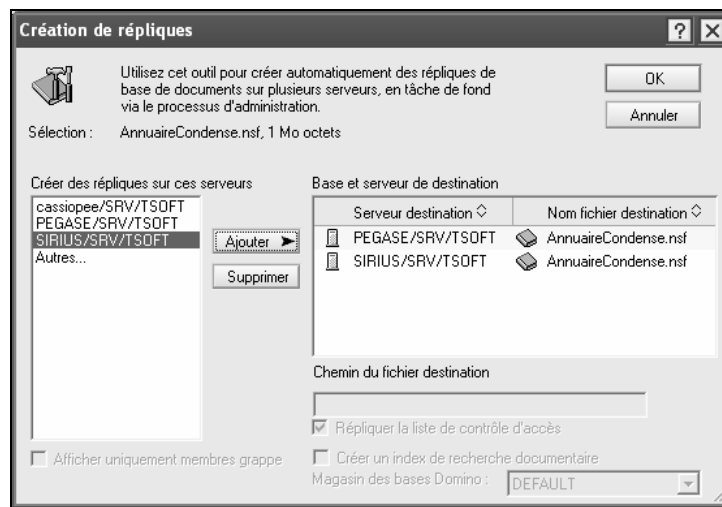 Création de répliques
Utilisez cet outil pour créer automatiquement des répliques de
base de documents sur plusieurs serveurs, en tâche de fond
via le processus d'administration.
OK
Annuler
Sélection : AnnuaireCondense.nsf, 1 Mo octets
Créer des répliques sur ces serveurs
cassiopee/SRV/TSOFT
PEGASE/SRV/TSOFT
SIRIUS/SRV/TSOFT
Autres...
Ajouter
Supprimer
Afficher uniquement membres grappe
Base et serveur de destination
Serveur destination Nom fichier destination
PEGASE/SRV/TSOFT AnnuaireCondense.nsf
SIRIUS/SRV/TSOFT AnnuaireCondense.nsf
Chemin du fichier destination
Répliquer la liste de contrôle d'accès
Créer un index de recherche documentaire
Magasin des bases Domino : DEFAULT